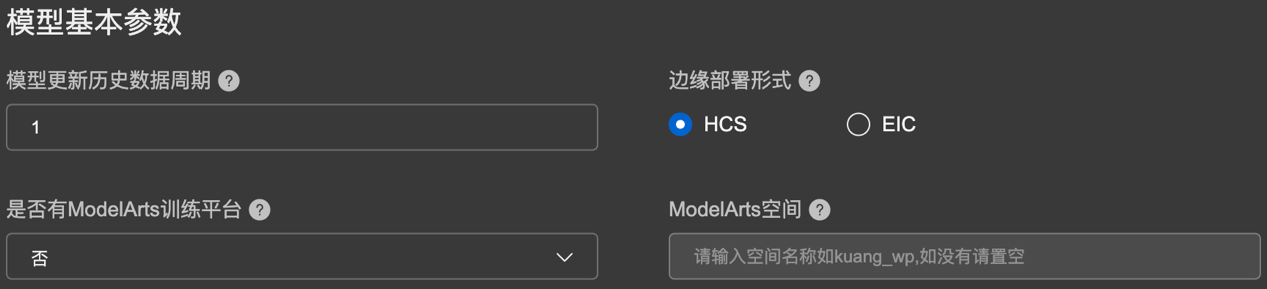 模型基本参数
模型更新历史数据周期 ?
边缘部署形式 ?
1
HCS
EIC
是否有ModelArts训练平台 ?
ModelArts空间 ?
否
请输入空间名称如kuang_wp,如没有请置空